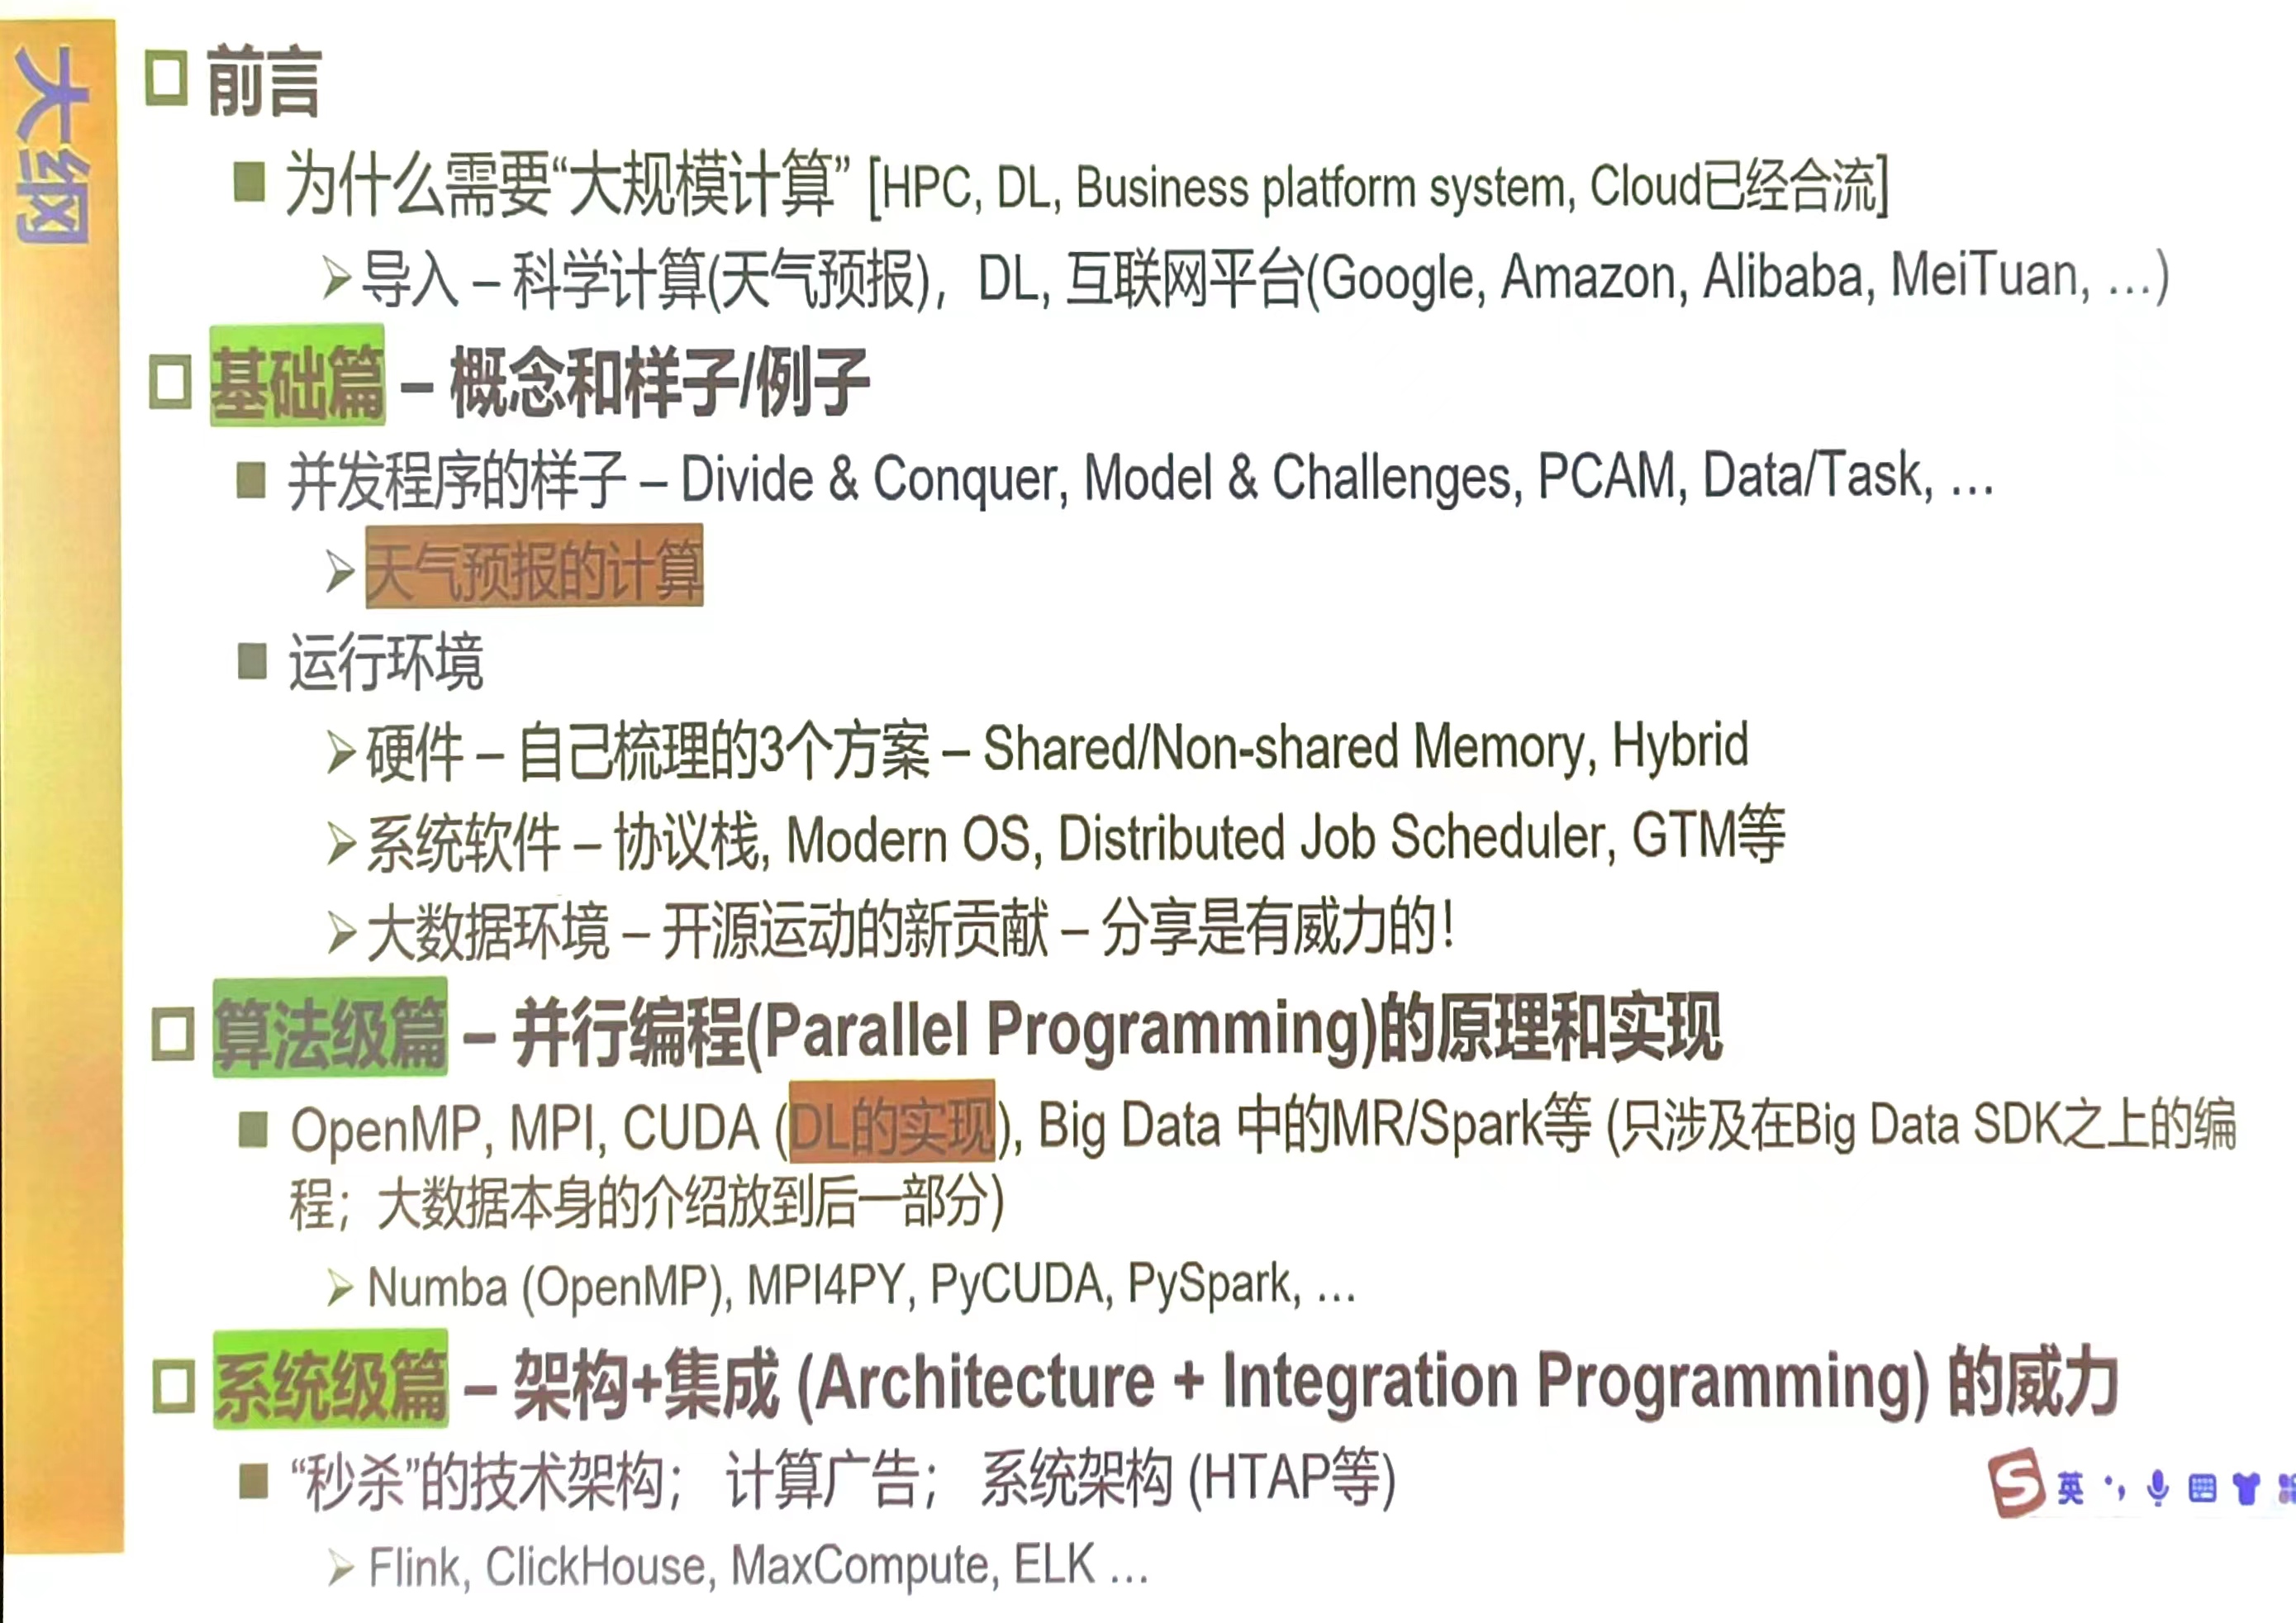 大纲
前言
为什么需要“大规模计算” [HPC, DL, Business platform system, Cloud已经合流]
导入 – 科学计算(天气预报)，DL, 互联网平台(Google, Amazon, Alibaba, MeiTuan, …)
基础篇 – 概念和样子/例子
并发程序的样子 – Divide & Conquer, Model & Challenges, PCAM, Data/Task, …
天气预报的计算
运行环境
硬件 – 自己梳理的3个方案 – Shared/Non-shared Memory, Hybrid
系统软件 – 协议栈, Modern OS, Distributed Job Scheduler, GTM等
大数据环境 – 开源运动的新贡献 – 分享是有威力的！
算法级篇 – 并行编程(Parallel Programming)的原理和实现
OpenMP, MPI, CUDA (DL的实现), Big Data 中的MR/Spark等 (只涉及在Big Data SDK之上的编
程；大数据本身的介绍放到后一部分)
Numba (OpenMP), MPI4PY, PyCUDA, PySpark, …
系统级篇 – 架构+集成 (Architecture + Integration Programming) 的威力
“秒杀”的技术架构； 计算广告； 系统架构 (HTAP等)
S 英
Flink, ClickHouse, MaxCompute, ELK …